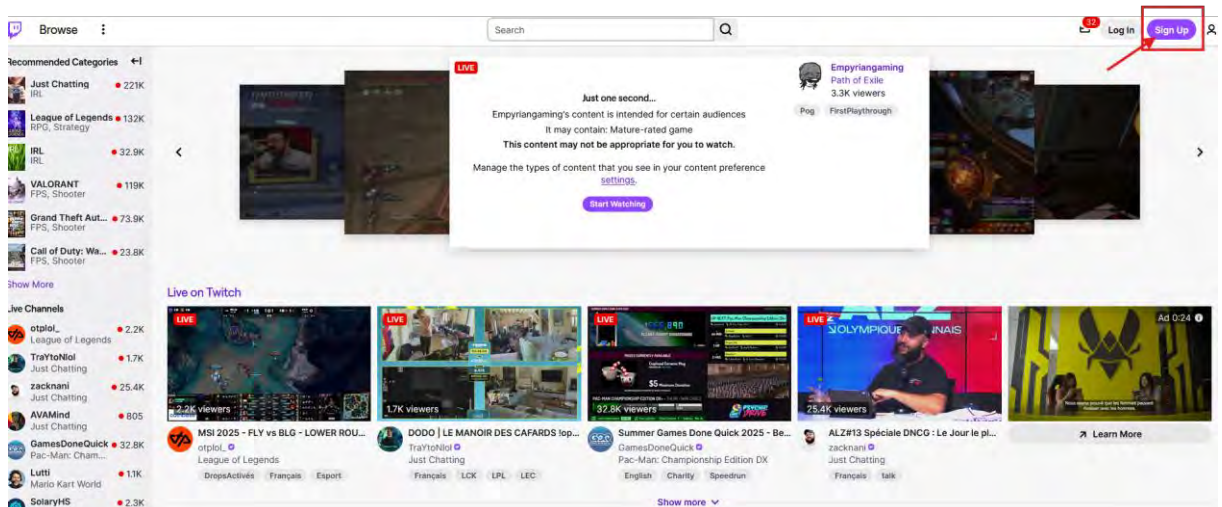 Browse
Search
32
Log In
Sign Up
Recommended Categories
Just Chatting
221K
IRL
League of Legends
132K
RPG, Strategy
IRL
32.9K
IRL
VALORANT
119K
FPS, Shooter
Grand Theft Aut...
73.9K
FPS, Shooter
Call of Duty: Wa...
23.8K
FPS, Shooter
Show More
Live Channels
otplol_
2.2K
League of Legends
TraYtoNlol
1.7K
Just Chatting
zacknani
25.4K
Just Chatting
AVAMind
805
Just Chatting
GamesDoneQuick
32.8K
Pac-Man: Cham...
Lutti
1.1K
Mario Kart World
SolaryHS
2.3K
LIVE
Just one second...
Empyriangaming's content is intended for certain audiences
It may contain: Mature-rated game
This content may not be appropriate for you to watch.
Manage the types of content that you see in your content preference
settings.
Start Watching
Empyriangaming
Path of Exile
3.3K viewers
Pog
FirstPlaythrough
Live on Twitch
LIVE
2.2K viewers
MSI 2025 - FLY vs BLG - LOWER ROU...
otplol_
League of Legends
DropsActivés
Français
Esport
LIVE
1.7K viewers
DODO | LE MANOIR DES CAFARDS !op...
TraYtoNlol
Just Chatting
Français
LCK
LPL
LEC
LIVE
$5
32.8K viewers
Summer Games Done Quick 2025 - Be...
GamesDoneQuick
Pac-Man: Championship Edition DX
English
Charity
Speedrun
LIVE
25.4K viewers
ALZ#13 Spéciale DNCG : Le Jour le pl...
zacknani
Just Chatting
Français
talk
Ad 0:24
Learn More
Show more